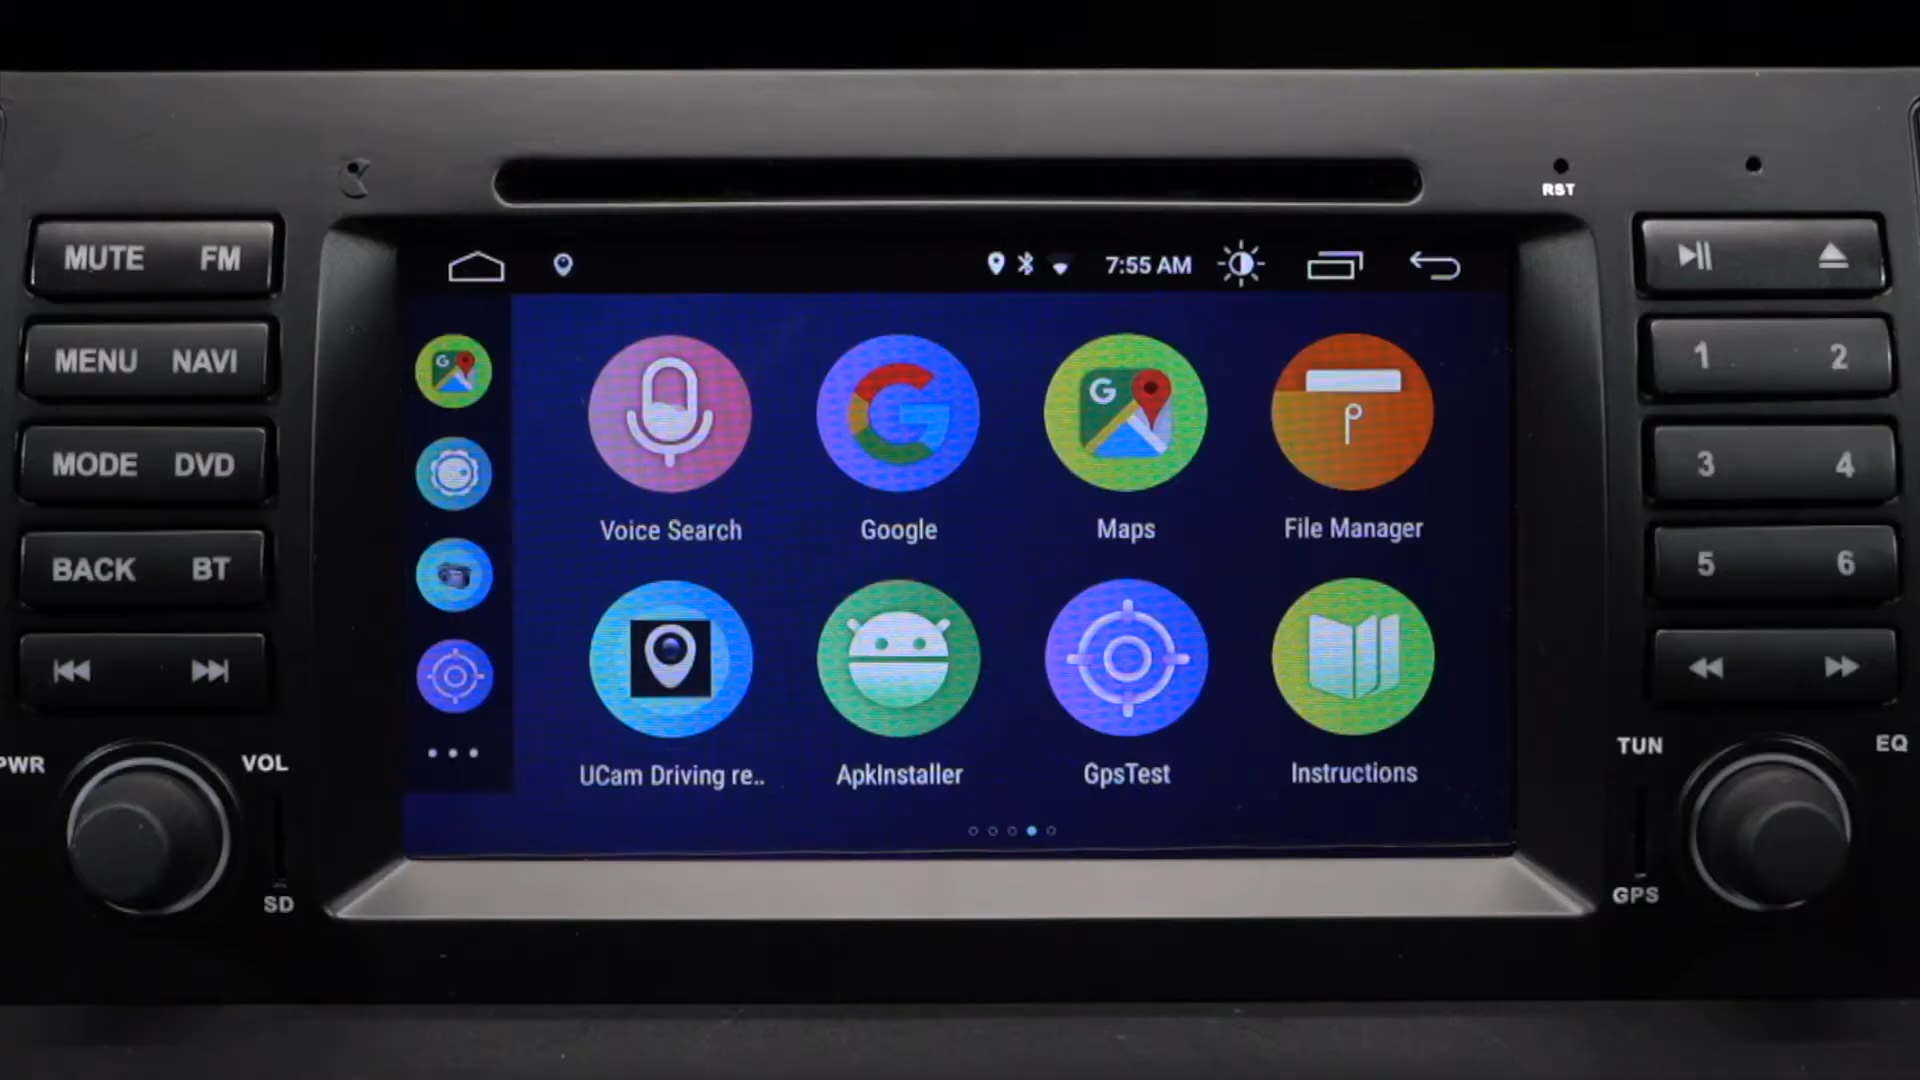 RST
MUTE FM
7:55 AM
MENU NAVI
1 2
G
G
G
P
Voice Search
Google
Maps
File Manager
MODE DVD
3 4
BACK BT
5 6
UCam Driving re..
ApkInstaller
GpsTest
Instructions
PWR
VOL
TUN
EQ
SD
GPS